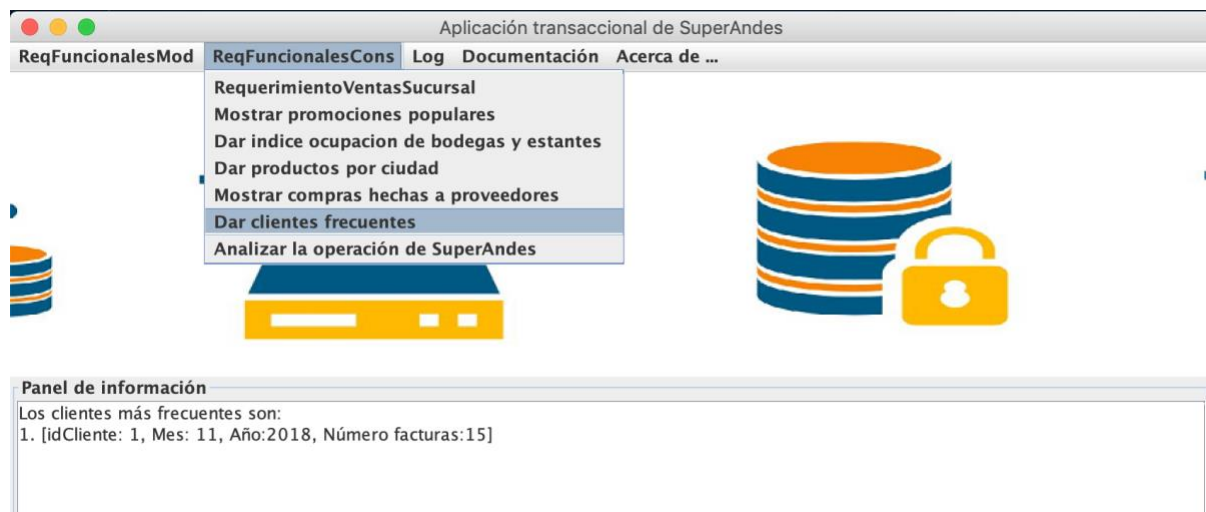 Aplicación transaccional de SuperAndes
ReqFuncionalesMod ReqFuncionalesCons Log Documentación Acerca de ...
RequerimientoVentasSucursal
Mostrar promociones populares
Dar indice ocupacion de bodegas y estantes
Dar productos por ciudad
Mostrar compras hechas a proveedores
Dar clientes frecuentes
Analizar la operación de SuperAndes
Panel de información
Los clientes más frecuentes son:
1. [idCliente: 1, Mes: 11, Año:2018, Número facturas:15]